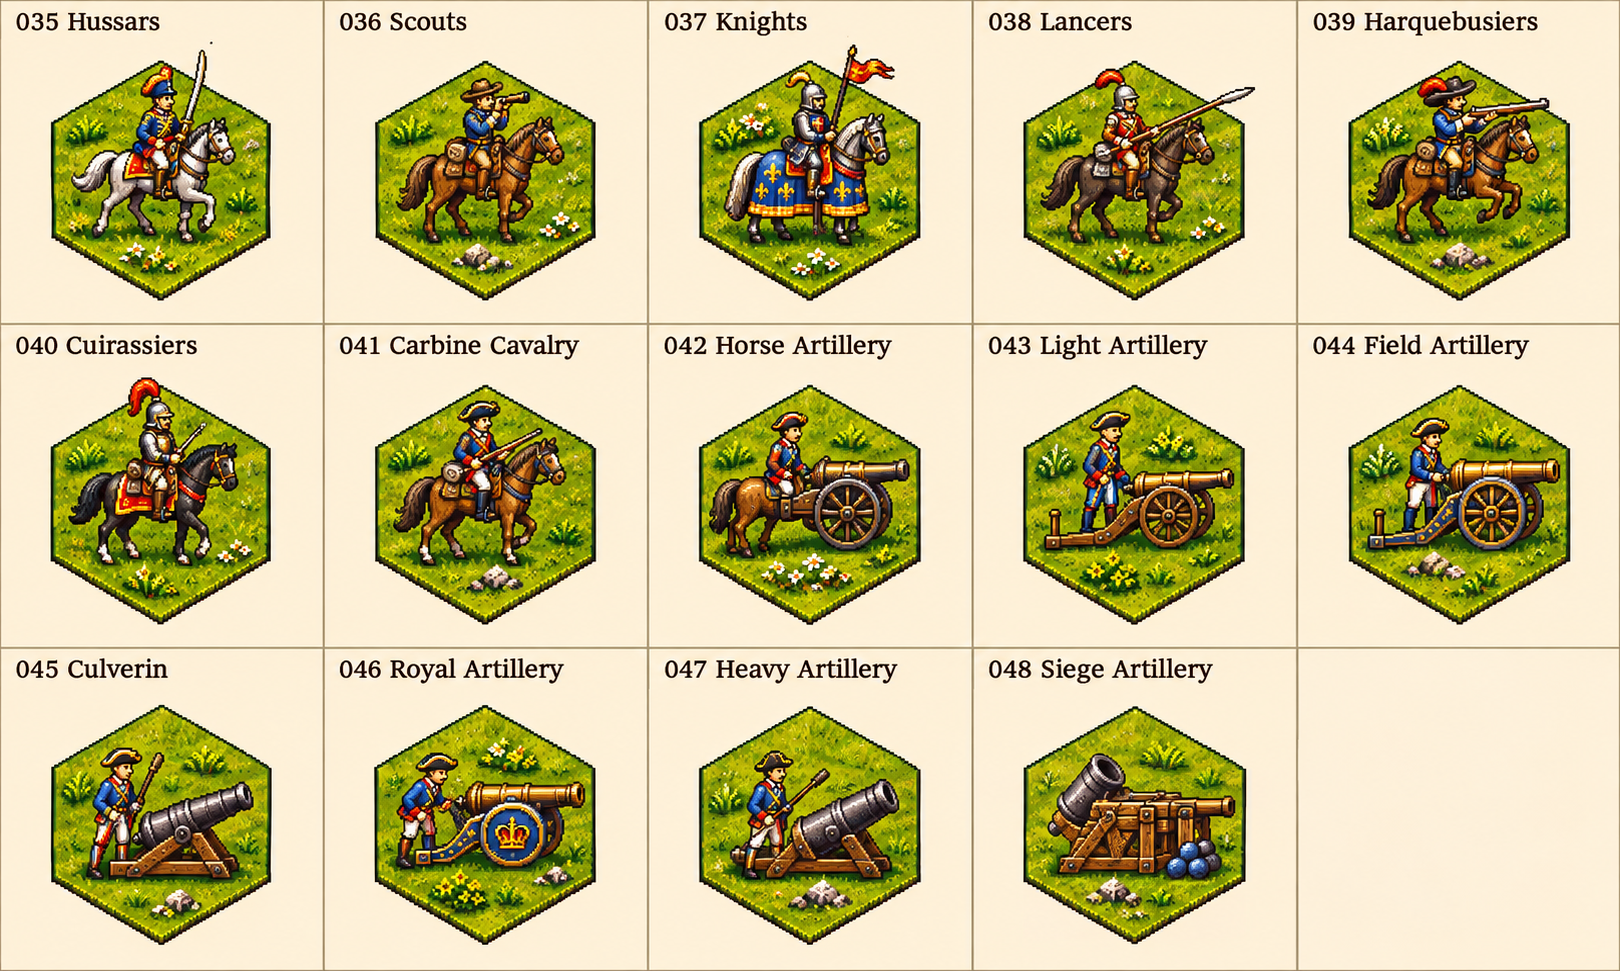 035 Hussars
036 Scouts
037 Knights
038 Lancers
039 Harquebusiers
040 Cuirassiers
041 Carbine Cavalry
042 Horse Artillery
043 Light Artillery
044 Field Artillery
045 Culverin
046 Royal Artillery
047 Heavy Artillery
048 Siege Artillery